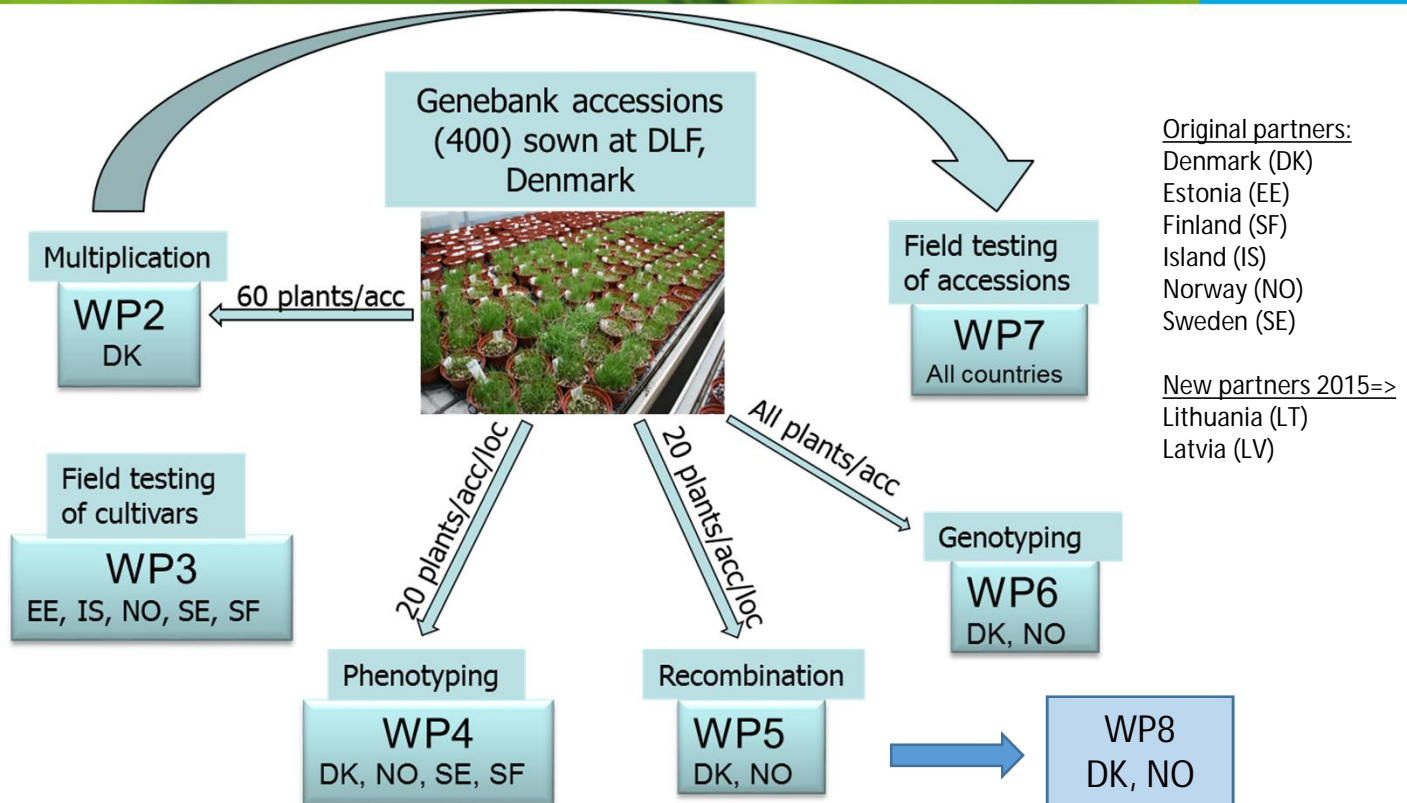 Genebank accessions
(400) sown at DLF,
Denmark
Original partners:
Denmark (DK)
Estonia (EE)
Finland (SF)
Island (IS)
Norway (NO)
Sweden (SE)
New partners 2015=>
Lithuania (LT)
Latvia (LV)
Multiplication
WP2
DK
60 plants/acc
Field testing
of accessions
WP7
All countries
Field testing
of cultivars
WP3
EE, IS, NO, SE, SF
20 plants/acc/loc
20 plants/acc/loc
All plants/acc
Genotyping
WP6
DK, NO
Phenotyping
WP4
DK, NO, SE, SF
Recombination
WP5
DK, NO
WP8
DK, NO